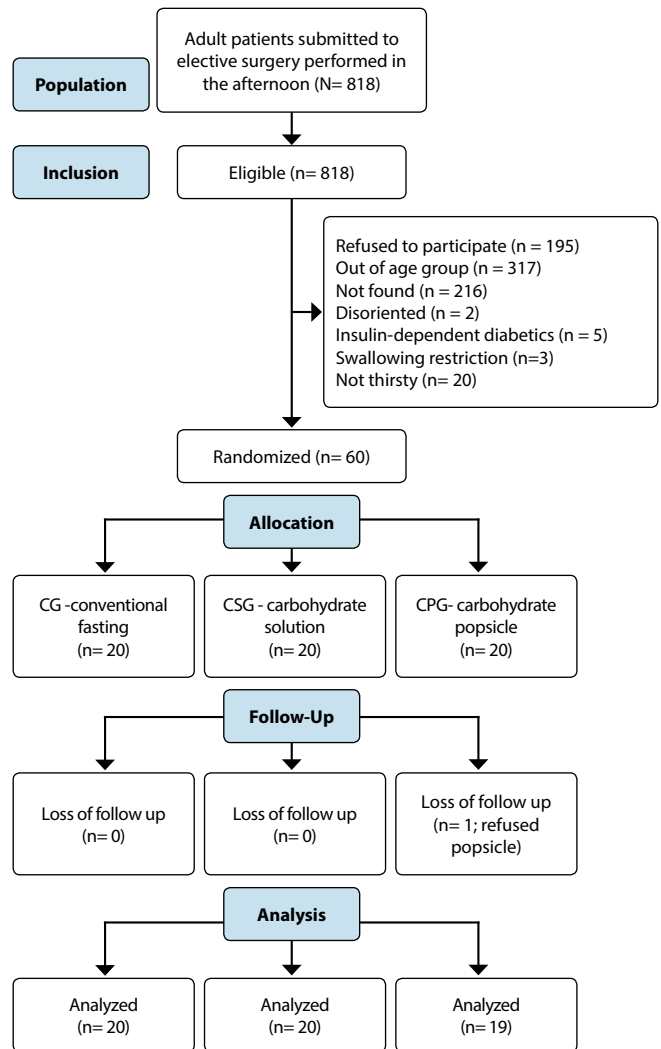 Adult patients submitted to
elective surgery performed in
the afternoon (N= 818)
Population
Inclusion
Eligible (n= 818)
Refused to participate (n = 195)
Out of age group (n = 317)
Not found (n = 216)
Disoriented (n = 2)
Insulin-dependent diabetics (n = 5)
Swallowing restriction (n=3)
Not thirsty (n= 20)
Randomized (n= 60)
Allocation
CG -conventional
fasting
(n= 20)
CSG - carbohydrate
solution
(n= 20)
CPG- carbohydrate
popsicle
(n= 20)
Follow-Up
Loss of follow up
(n= 0)
Loss of follow up
(n= 0)
Loss of follow up
(n= 1; refused
popsicle)
Analysis
Analyzed
(n= 20)
Analyzed
(n= 20)
Analyzed
(n= 19)